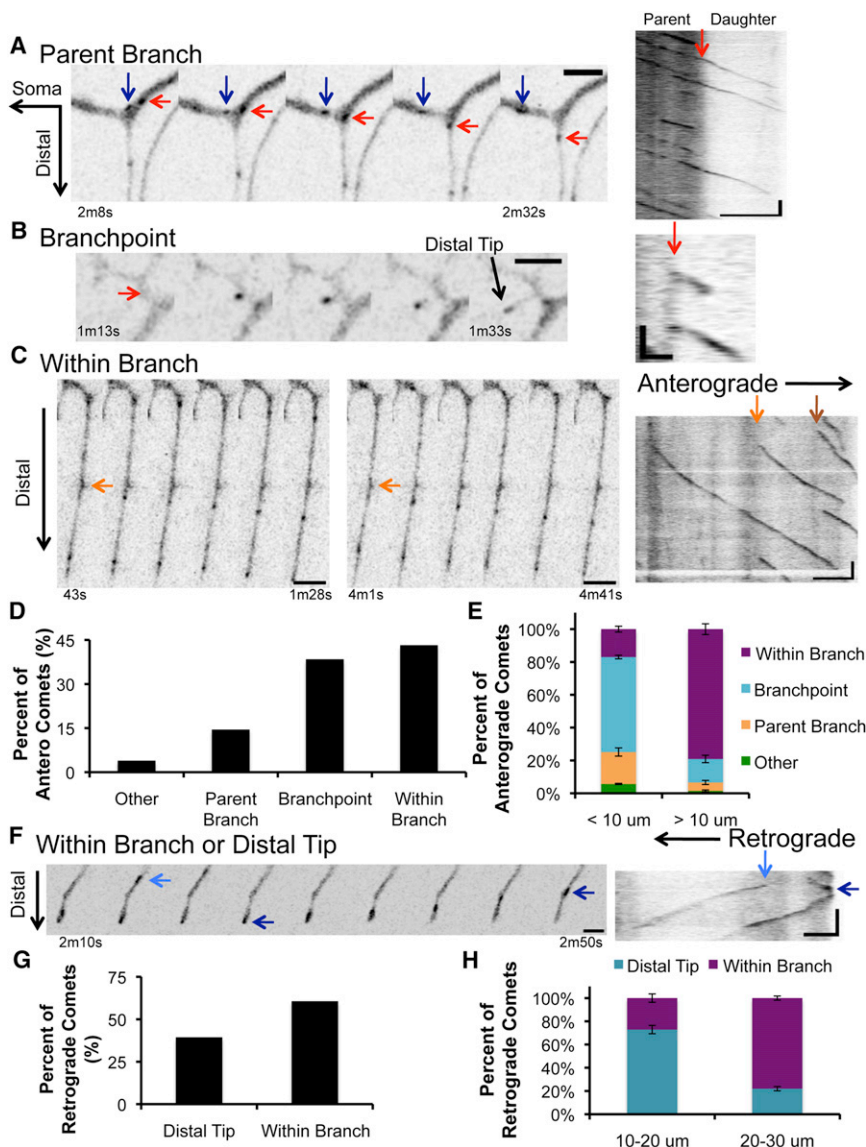 A Parent Branch
Parent Daughter
Soma
Distal
2m8s 2m32s
B Branchpoint
Distal Tip
1m13s 1m33s
C Within Branch
Anterograde
Distal
43s 1m28s 4m1s 4m41s
D
Percent of
Antero Comets (%)
45
30
15
0
Other Parent Branch Branchpoint Within Branch
E
Percent of
Anterograde Comets
100%
80%
60%
40%
20%
0%
< 10 um > 10 um
Within Branch
Branchpoint
Parent Branch
Other
F Within Branch or Distal Tip
Retrograde
Distal
2m10s 2m50s
G
Percent of
Retrograde Comets
(%)
75
50
25
0
Distal Tip Within Branch
H
Distal Tip Within Branch
Percent of
Retrograde Comets
100%
80%
60%
40%
20%
0%
10-20 um 20-30 um